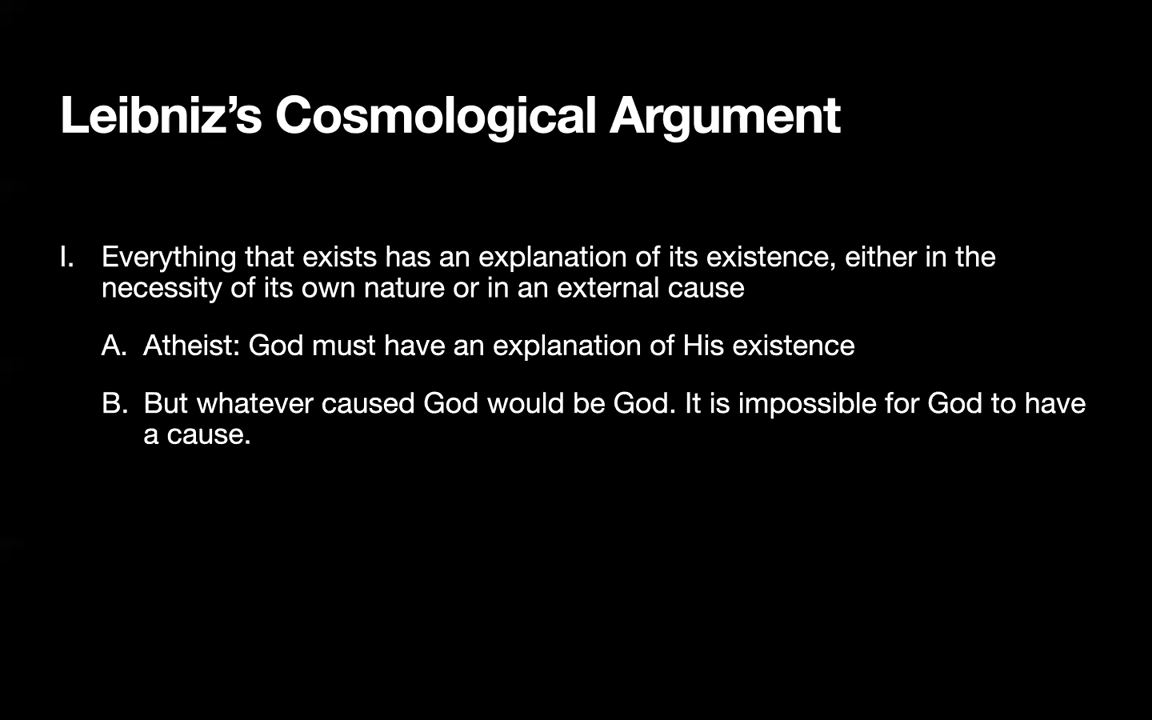 Leibniz’s Cosmological Argument
I. Everything that exists has an explanation of its existence, either in the
necessity of its own nature or in an external cause
A. Atheist: God must have an explanation of His existence
B. But whatever caused God would be God. It is impossible for God to have
a cause.